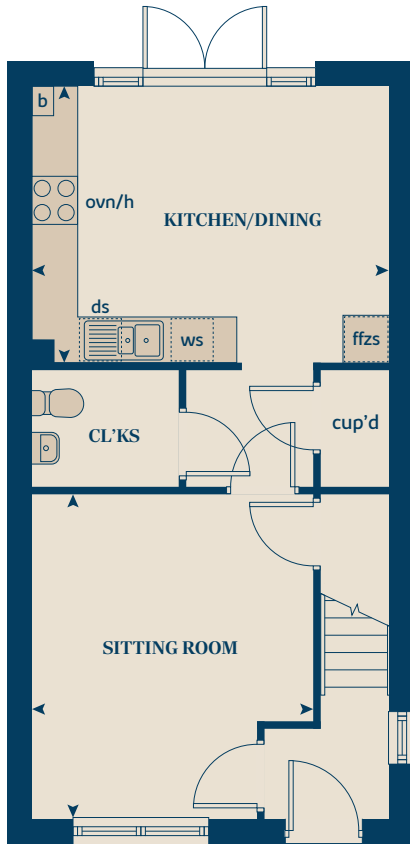 b
ovn/h
KITCHEN/DINING
ds
ws
ffzs
CL’KS
cup’d
SITTING ROOM